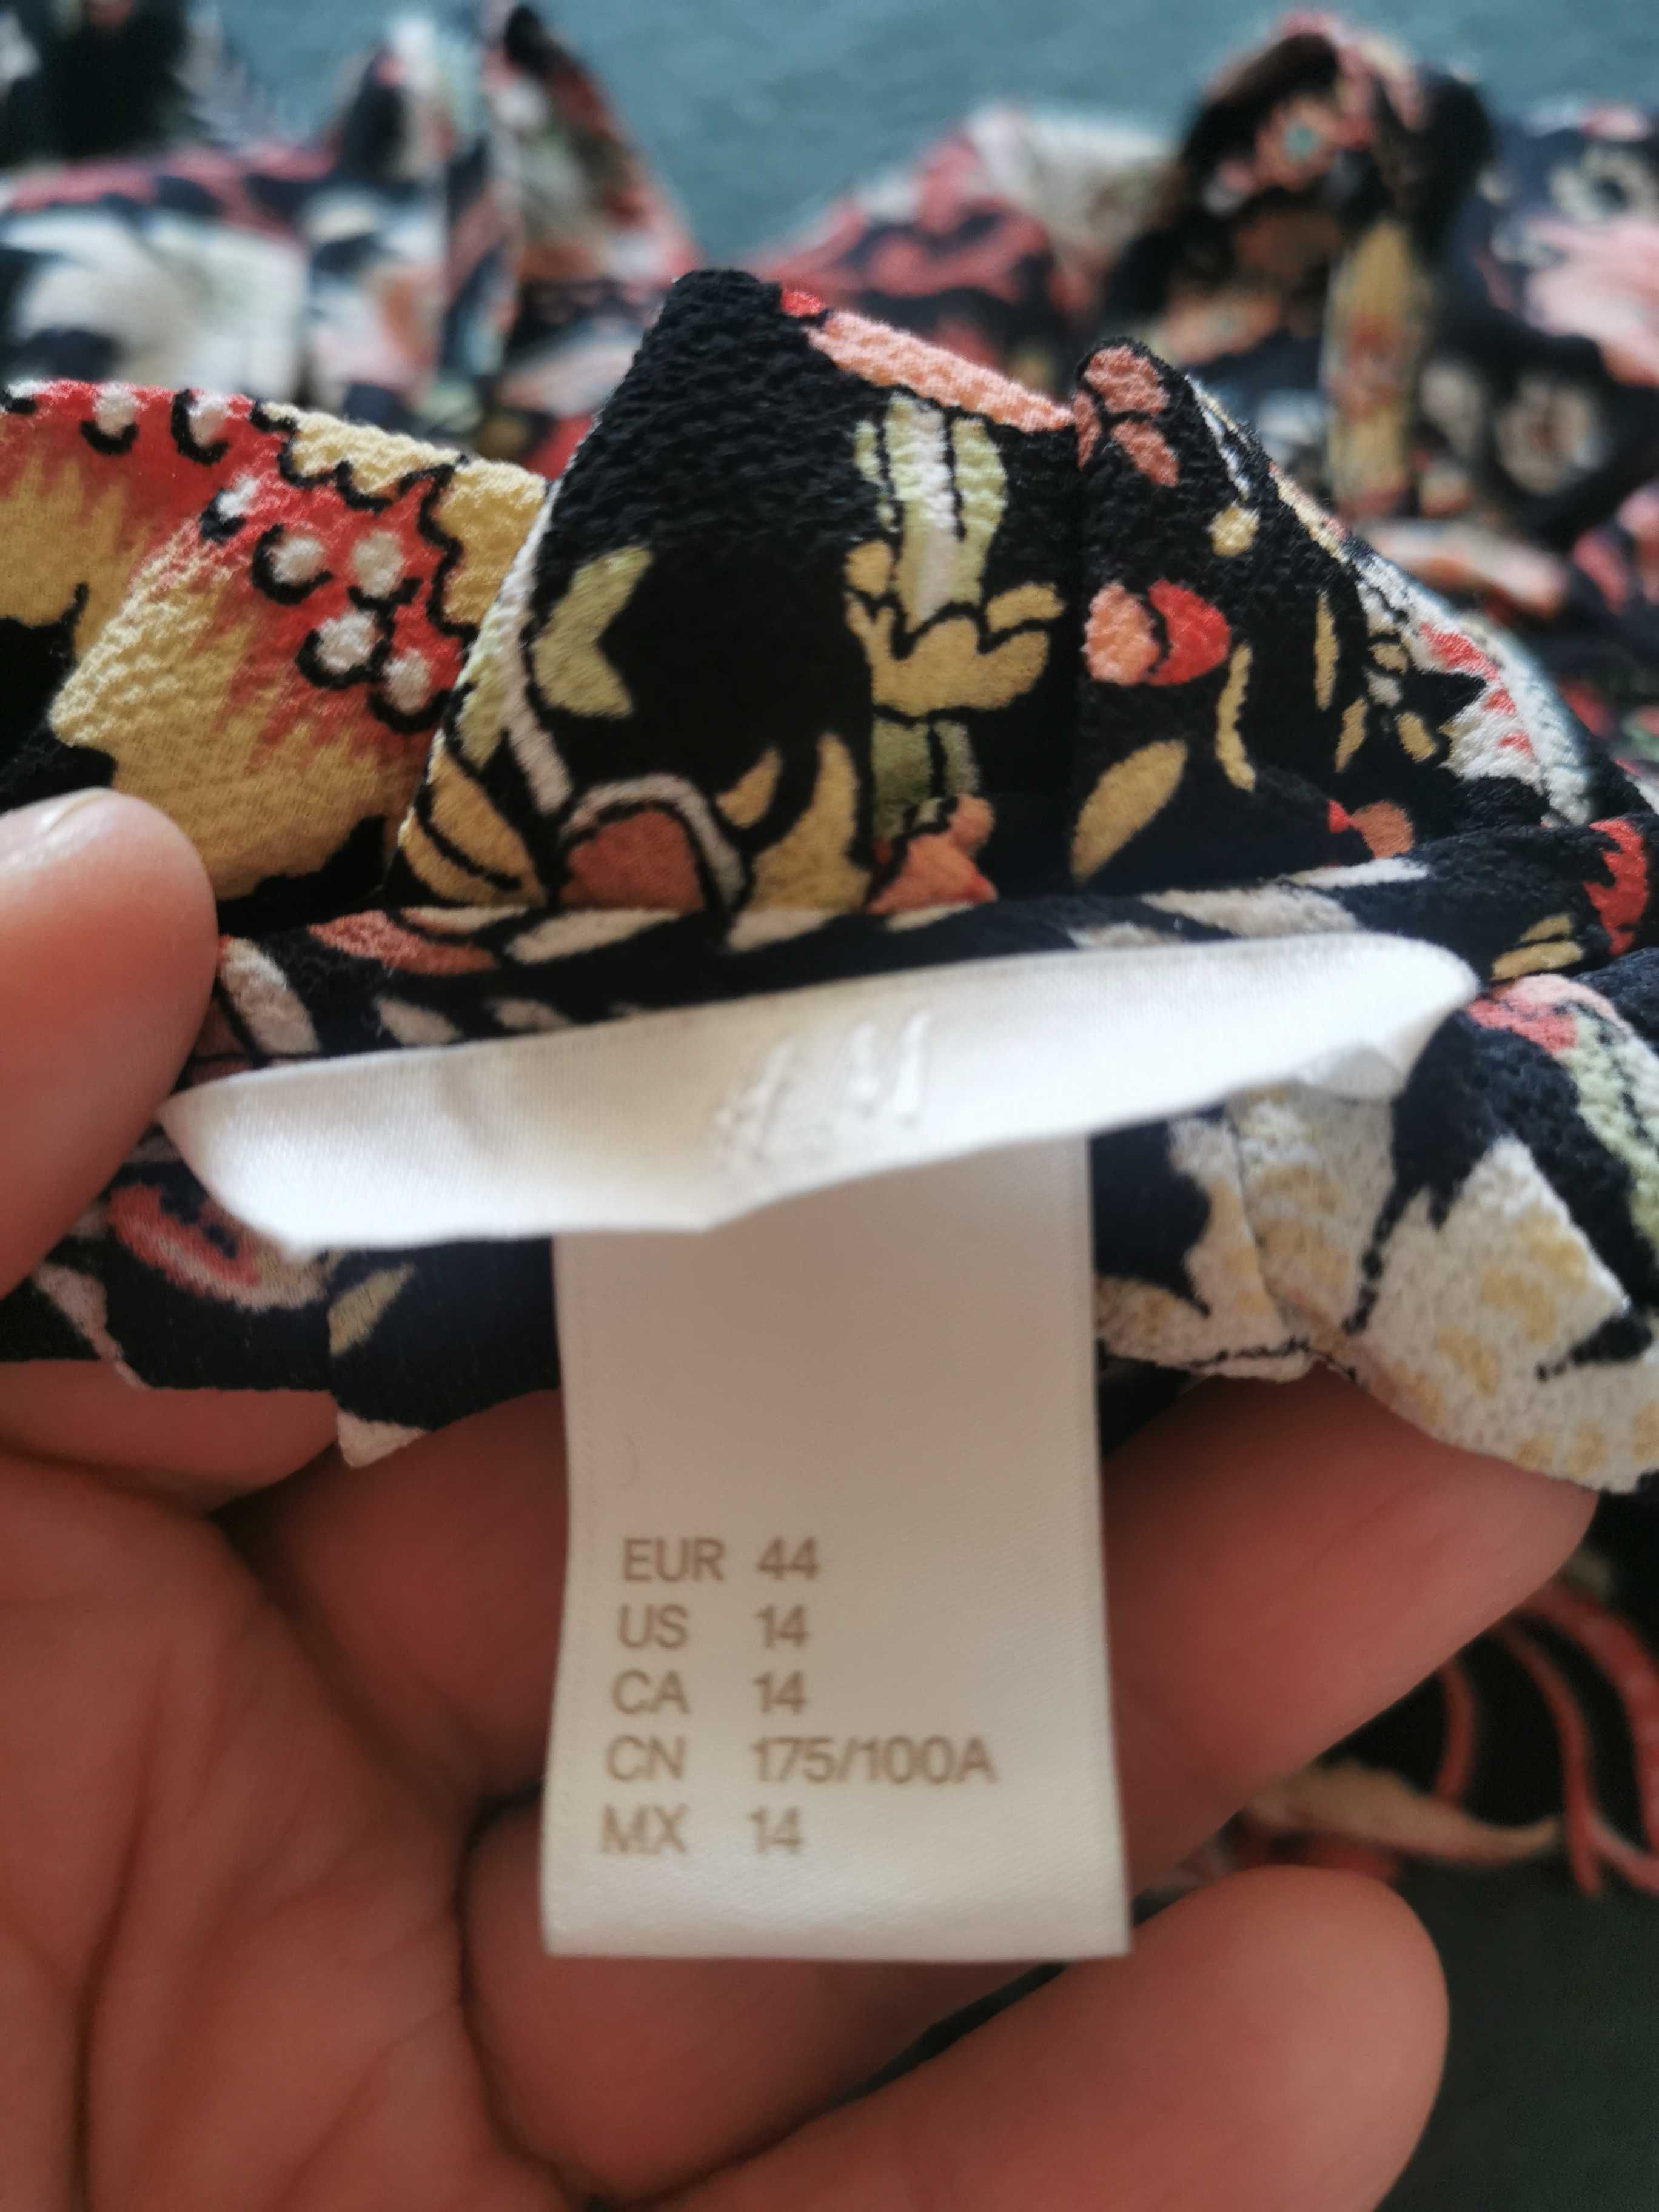 H&M
EUR 44
US 14
CA 14
CN 175/100A
MX 14